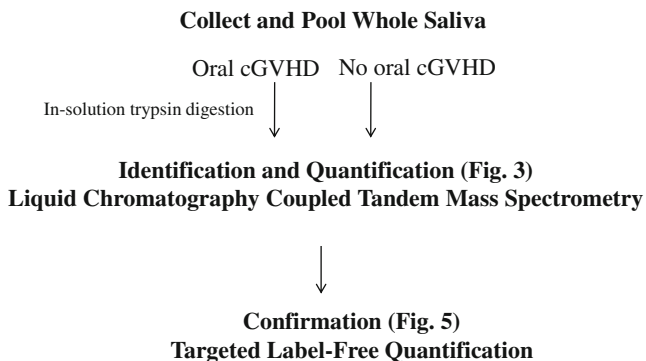 Collect and Pool Whole Saliva
Oral cGVHD No oral cGVHD
In-solution trypsin digestion
Identification and Quantification (Fig. 3)
Liquid Chromatography Coupled Tandem Mass Spectrometry
Confirmation (Fig. 5)
Targeted Label-Free Quantification